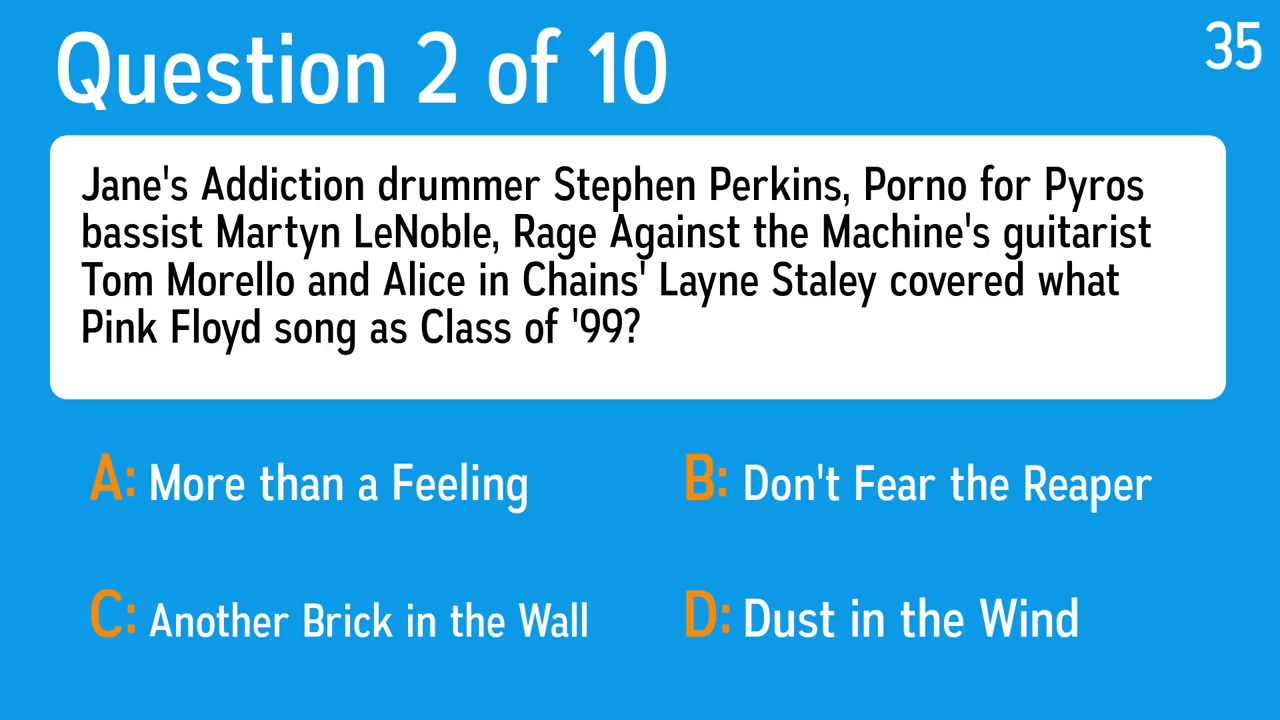 Question 2 of 10
35
Jane's Addiction drummer Stephen Perkins, Porno for Pyros
bassist Martyn LeNoble, Rage Against the Machine's guitarist
Tom Morello and Alice in Chains' Layne Staley covered what
Pink Floyd song as Class of '99?
A: More than a Feeling
B: Don't Fear the Reaper
C: Another Brick in the Wall
D: Dust in the Wind